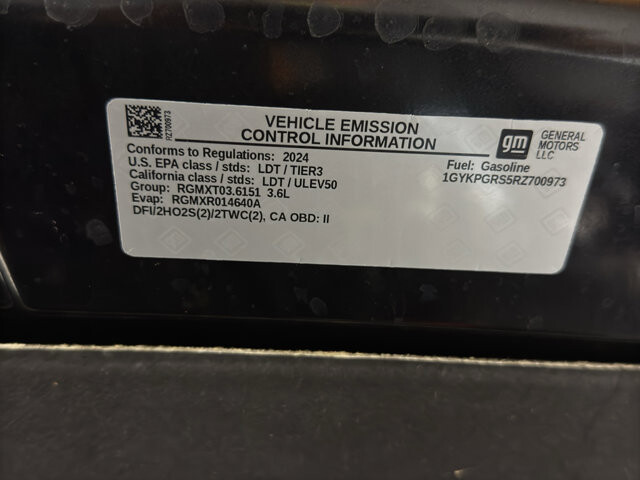 RZ700973
VEHICLE EMISSION
CONTROL INFORMATION
gm
GENERAL
MOTORS
LLC
Conforms to Regulations: 2024
U.S. EPA class / stds: LDT / TIER3
California class / stds: LDT / ULEV50
Group: RGMXT03.6151 3.6L
Evap: RGMXR014640A
DFI/2HO2S(2)/2TWC(2), CA OBD: II
Fuel: Gasoline
1GYKPGRS5RZ700973